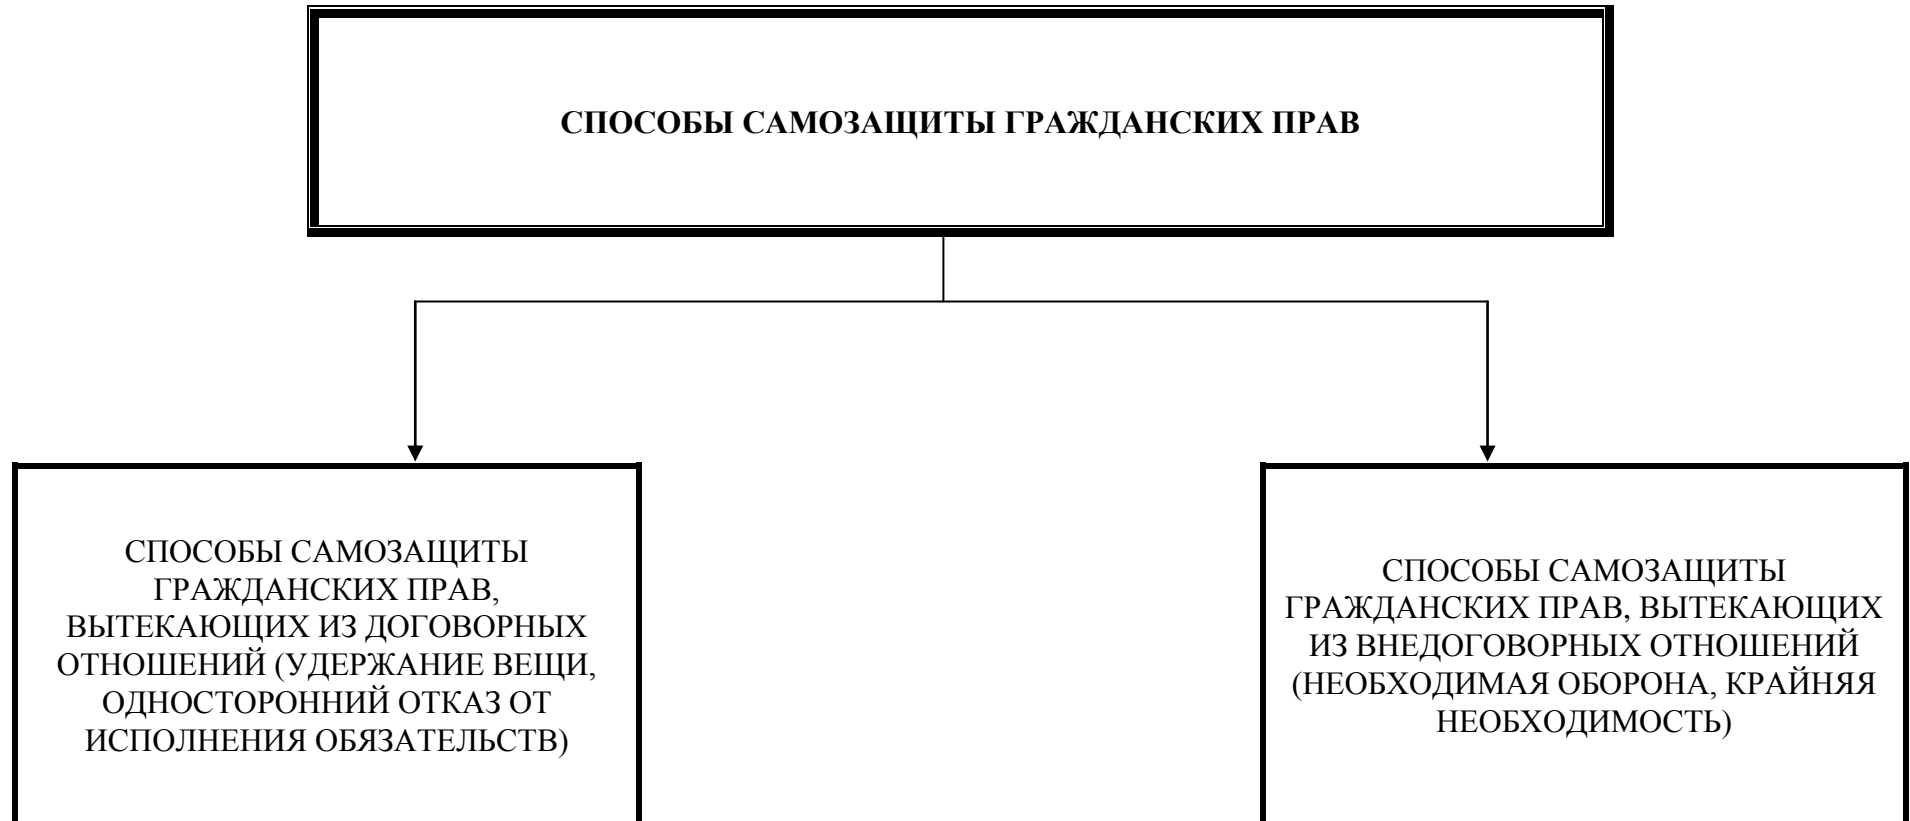 СПОСОБЫ САМОЗАЩИТЫ ГРАЖДАНСКИХ ПРАВ
СПОСОБЫ САМОЗАЩИТЫ
ГРАЖДАНСКИХ ПРАВ,
ВЫТЕКАЮЩИХ ИЗ ДОГОВОРНЫХ
ОТНОШЕНИЙ (УДЕРЖАНИЕ ВЕЩИ,
ОДНОСТОРОННИЙ ОТКАЗ ОТ
ИСПОЛНЕНИЯ ОБЯЗАТЕЛЬСТВ)
СПОСОБЫ САМОЗАЩИТЫ
ГРАЖДАНСКИХ ПРАВ, ВЫТЕКАЮЩИХ
ИЗ ВНЕДОГОВОРНЫХ ОТНОШЕНИЙ
(НЕОБХОДИМАЯ ОБОРОНА, КРАЙНЯЯ
НЕОБХОДИМОСТЬ)